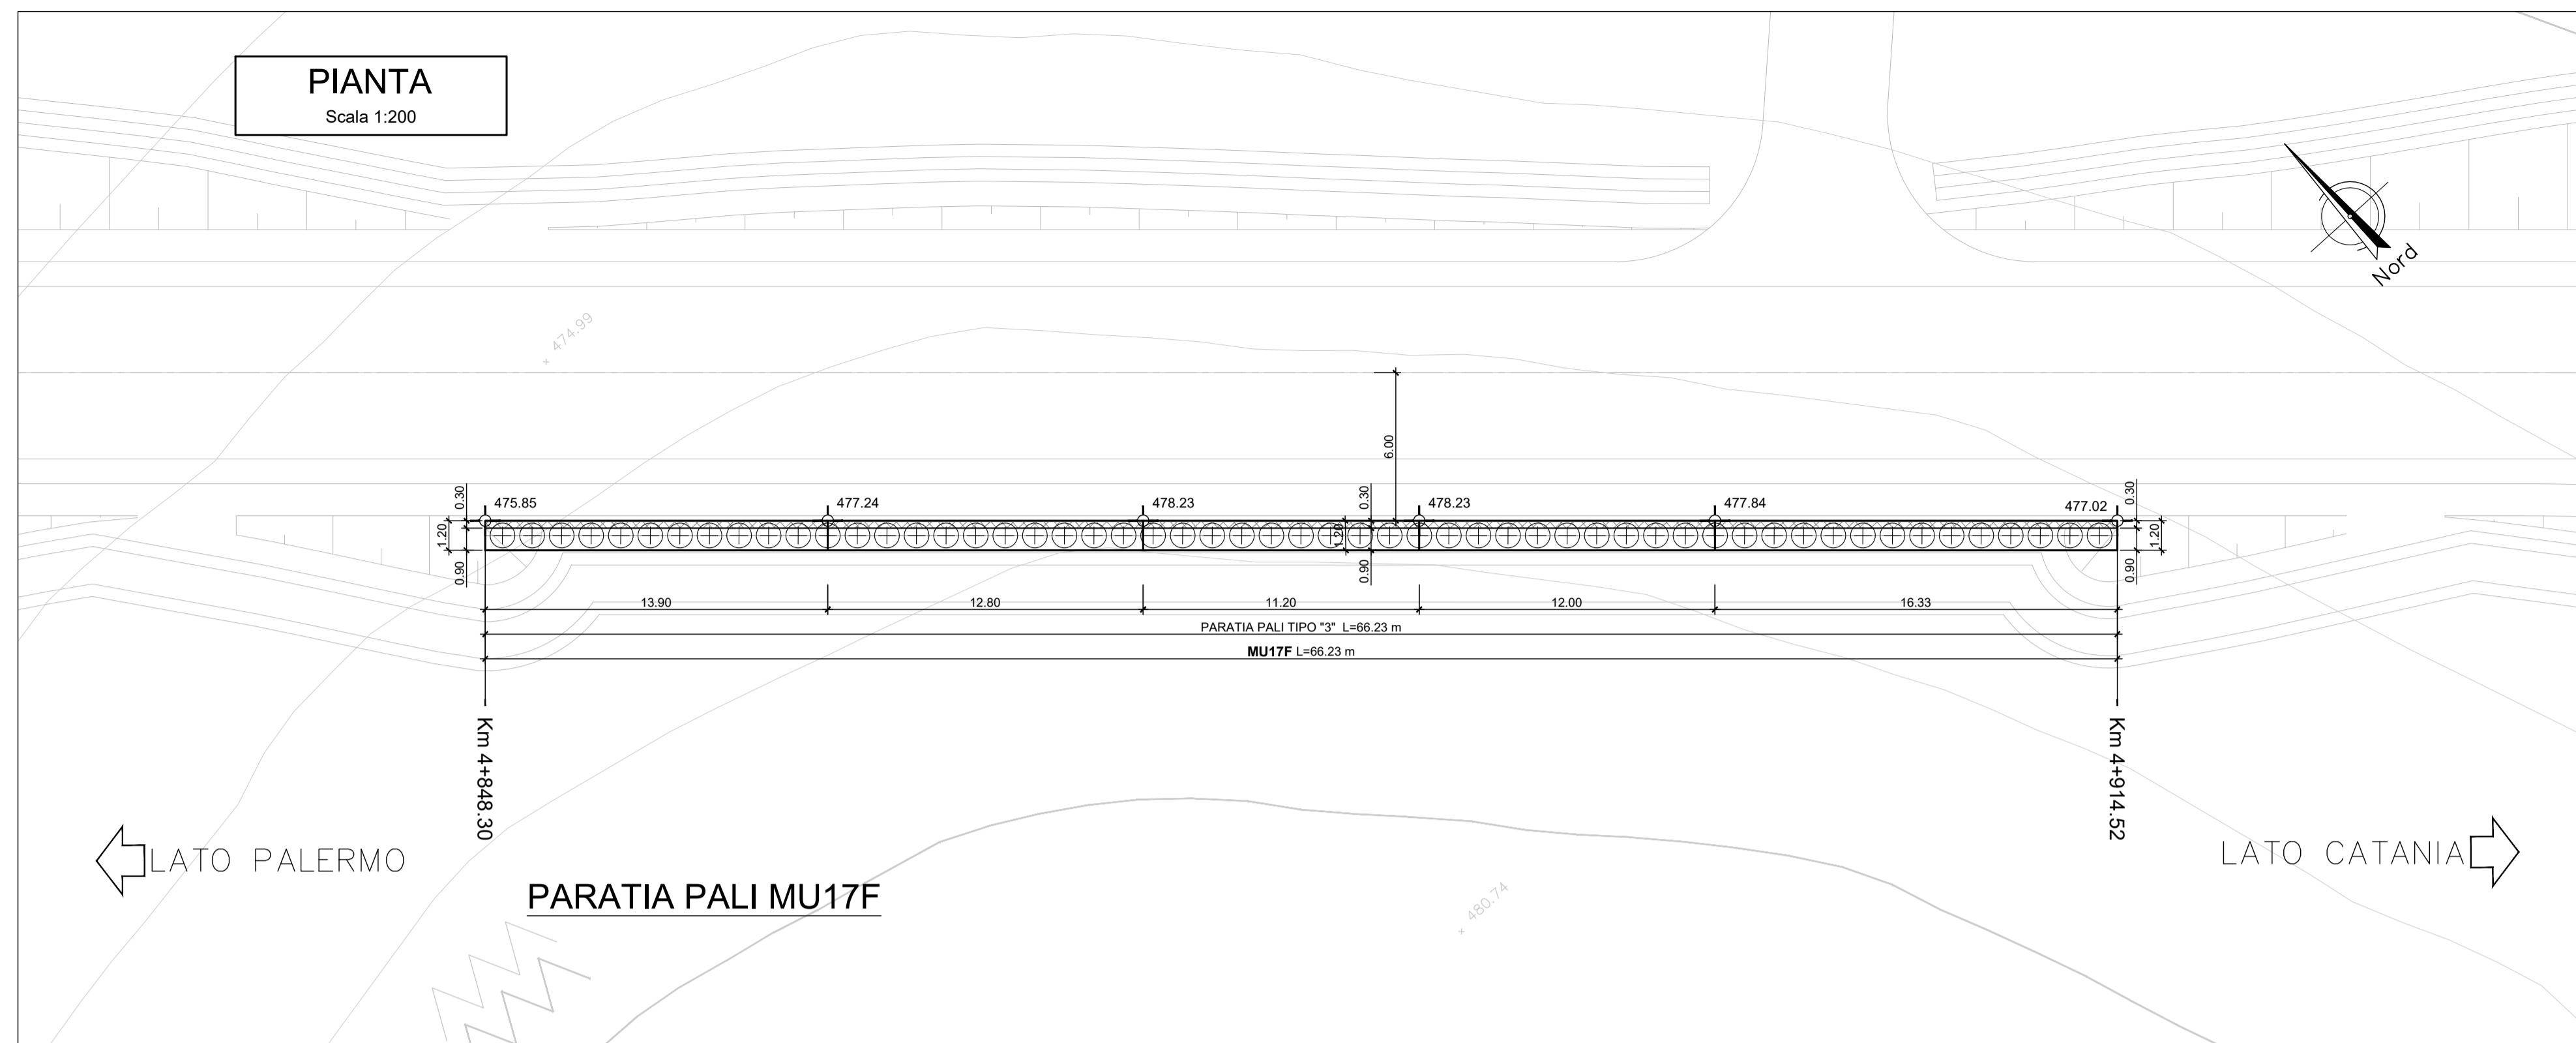 PIANTA
Scala 1:200
Nord
474.99
6.00
0.30
475.85
477.24
478.23
0.30
478.23
477.84
477.02
0.30
1.20
1.20
1.20
0.90
0.90
0.90
13.90
12.80
11.20
12.00
16.33
PARATIA PALI TIPO "3" L=66.23 m
MU17F L=66.23 m
Km 4+848.30
Km 4+914.52
LATO PALERMO
LATO CATANIA
PARATIA PALI MU17F
480.74